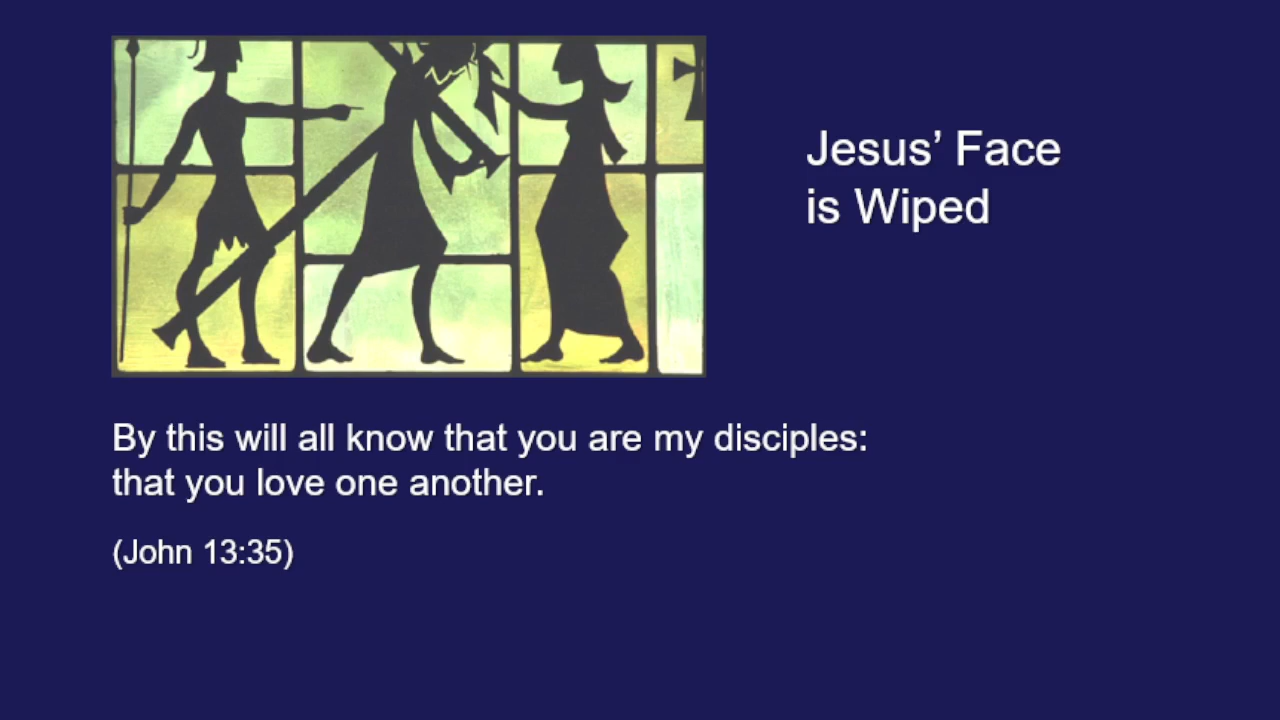 Jesus’ Face
is Wiped
By this will all know that you are my disciples:
that you love one another.
(John 13:35)